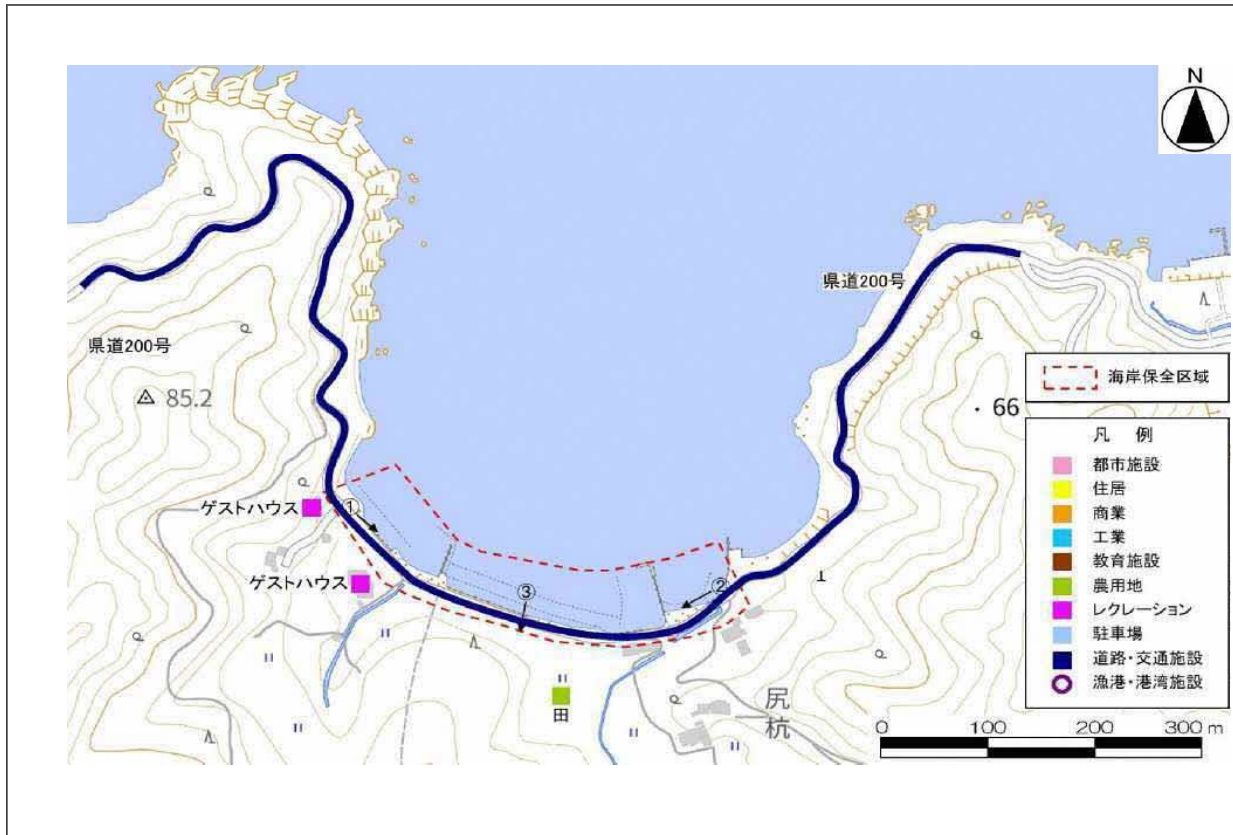 N
県道200号
県道200号
85.2
66
海岸保全区域
凡 例
都市施設
住居
商業
工業
教育施設
農用地
レクレーション
駐車場
道路・交通施設
漁港・港湾施設
ゲストハウス
①
ゲストハウス
③
②
田
尻杭
0 100 200 300 m